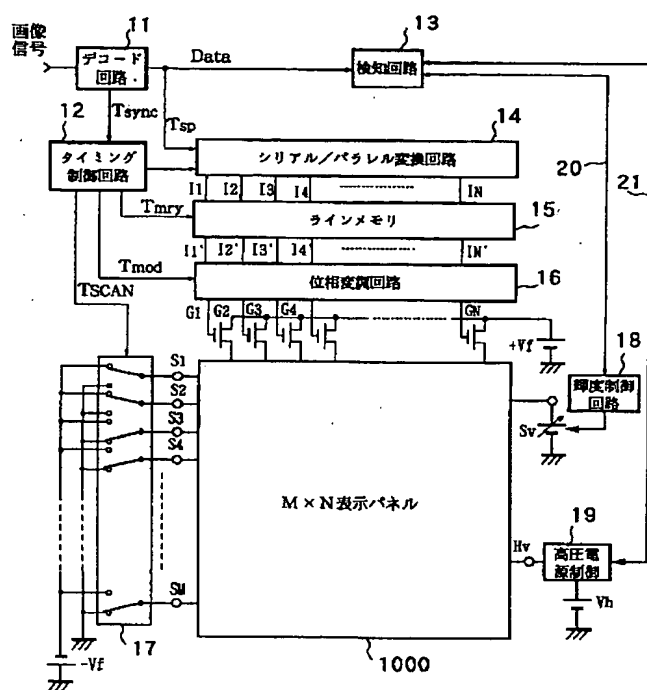 画像
信号
11
デコード
回路
Data
13
検知回路
12
Tsync
Tsp
14
タイミング
制御回路
シリアル／パラレル変換回路
20
21
I1 I2 I3 I4 IN
Tmry
ラインメモリ
15
I1' I2' I3' I4' IN'
Tmod
位相変調回路
16
TSCAN
G1 G2 G3 G4 GN
+Vf
18
輝度制御
回路
S1
S2
S3
S4
Sv
M×N表示パネル
19
Hv
高圧電
源制御
Vh
SM
17
-Vf
1000